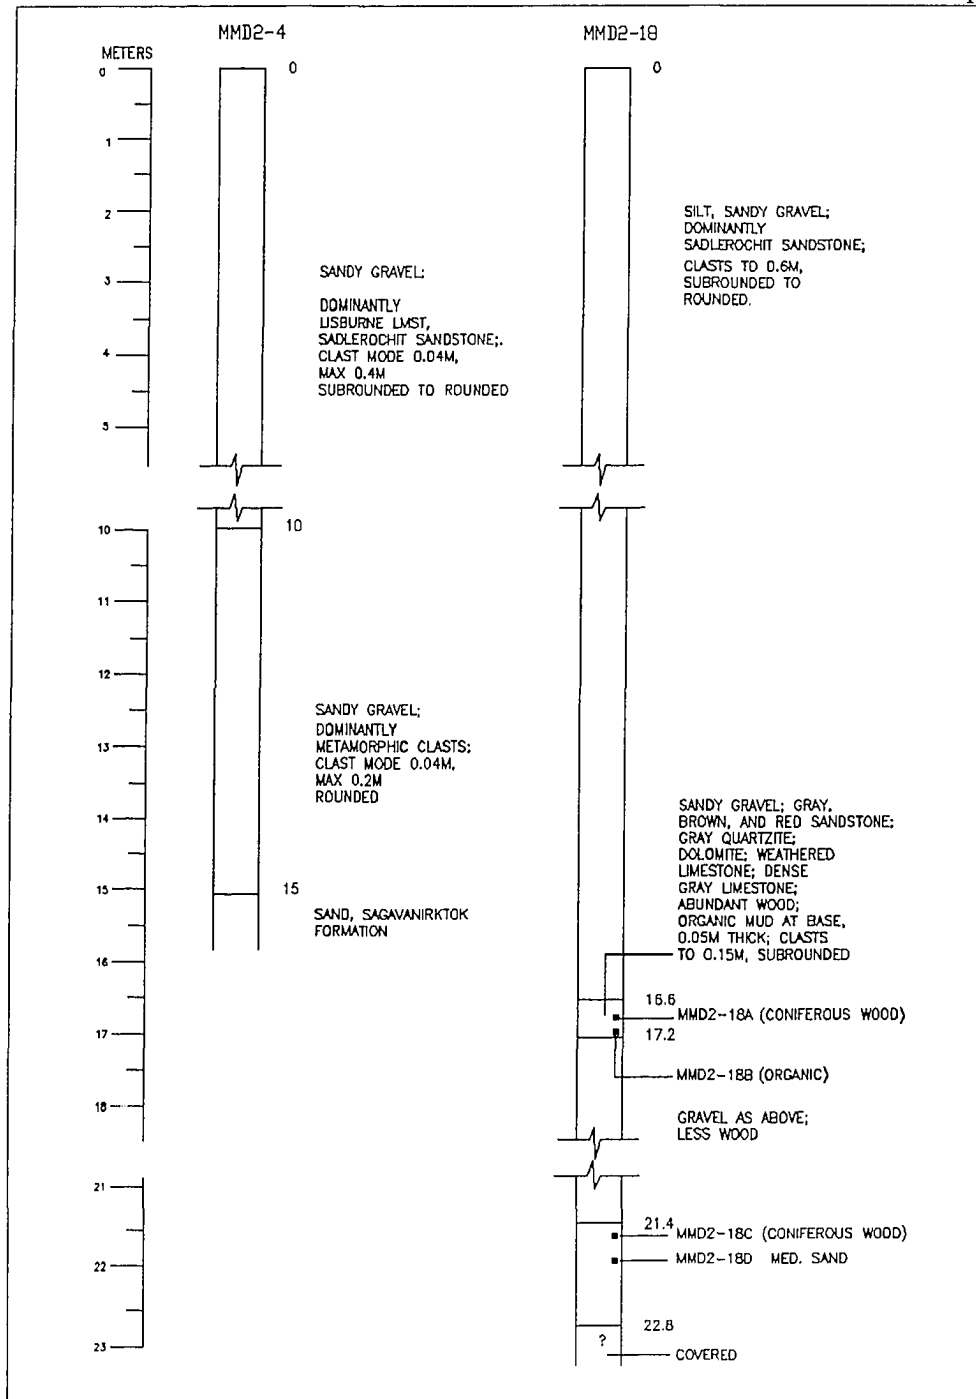 MMD2-4
MMD2-18
METERS
0
0
0
1
2
3
4
5
SANDY GRAVEL;
DOMINANTLY
LISBURNE LMST,
SADLEROCHIT SANDSTONE;.
CLAST MODE 0.04M,
MAX 0.4M
SUBROUNDED TO ROUNDED
SILT, SANDY GRAVEL;
DOMINANTLY
SADLEROCHIT SANDSTONE;
CLASTS TO 0.6M,
SUBROUNDED TO
ROUNDED.
10
11
12
13
14
15
16
17
18
10
SANDY GRAVEL;
DOMINANTLY
METAMORPHIC CLASTS;
CLAST MODE 0.04M,
MAX 0.2M
ROUNDED
15
SAND, SAGAVANIRKTOK
FORMATION
SANDY GRAVEL; GRAY,
BROWN, AND RED SANDSTONE;
GRAY QUARTZITE;
DOLOMITE; WEATHERED
LIMESTONE; DENSE
GRAY LIMESTONE;
ABUNDANT WOOD;
ORGANIC MUD AT BASE,
0.05M THICK; CLASTS
TO 0.15M, SUBROUNDED
16.6
MMD2-18A (CONIFEROUS WOOD)
17.2
MMD2-18B (ORGANIC)
GRAVEL AS ABOVE;
LESS WOOD
21
22
23
21.4
MMD2-18C (CONIFEROUS WOOD)
MMD2-18D MED. SAND
22.8
?
COVERED